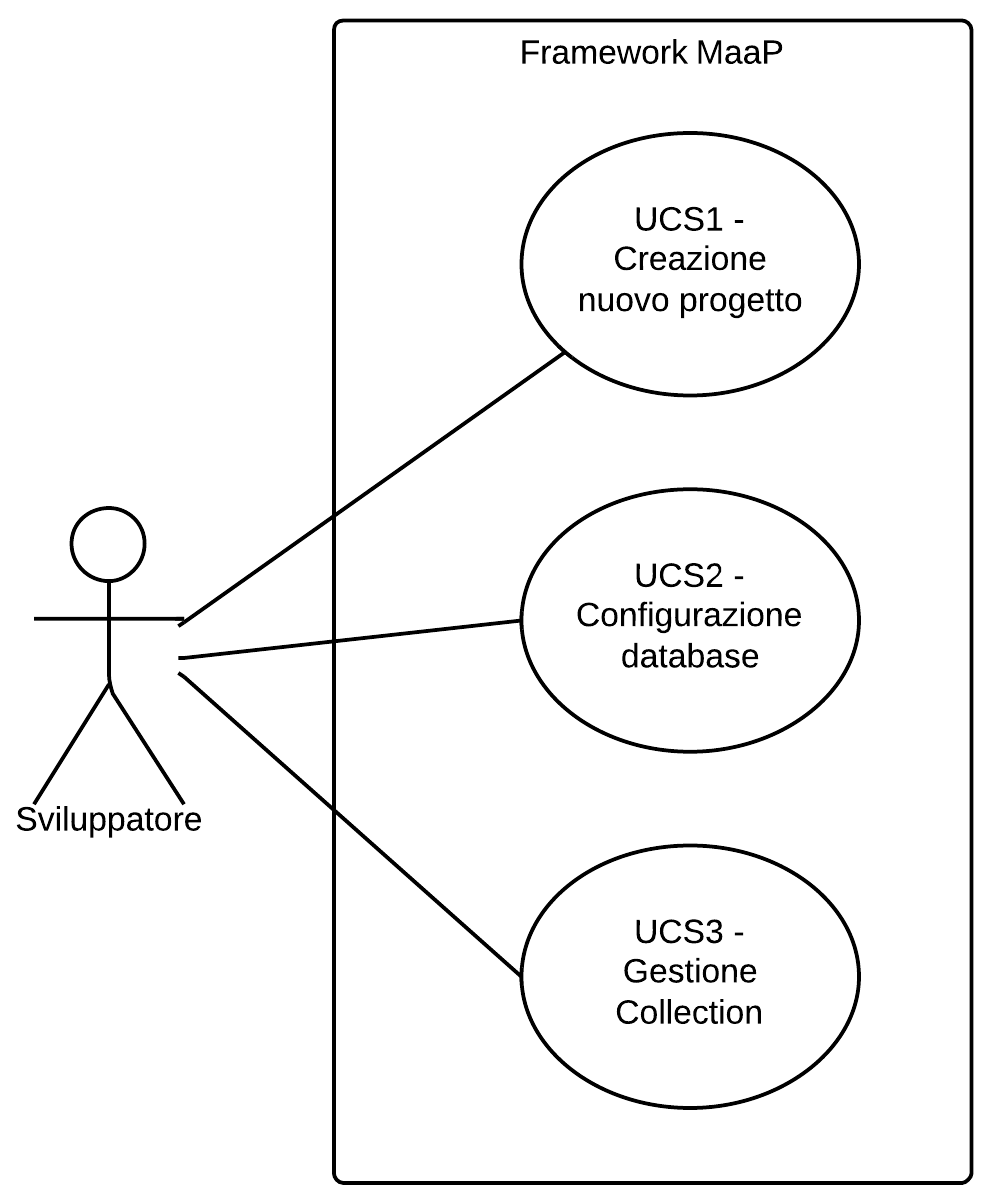 Framework MaaP
UCS1 -
Creazione
nuovo progetto
UCS2 -
Configurazione
database
Sviluppatore
UCS3 -
Gestione
Collection